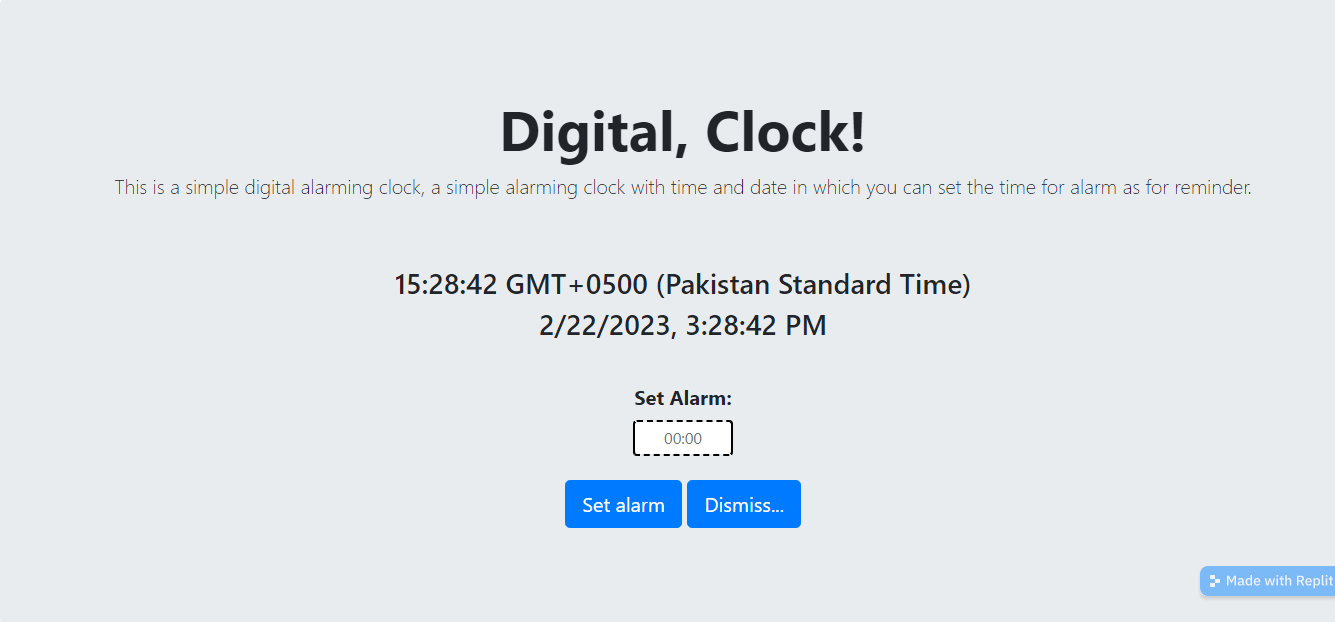 Digital, Clock!
This is a simple digital alarming clock, a simple alarming clock with time and date in which you can set the time for alarm as for reminder.
15:28:42 GMT+0500 (Pakistan Standard Time)
2/22/2023, 3:28:42 PM
Set Alarm:
00:00
Set alarm
Dismiss...
Made with Replit